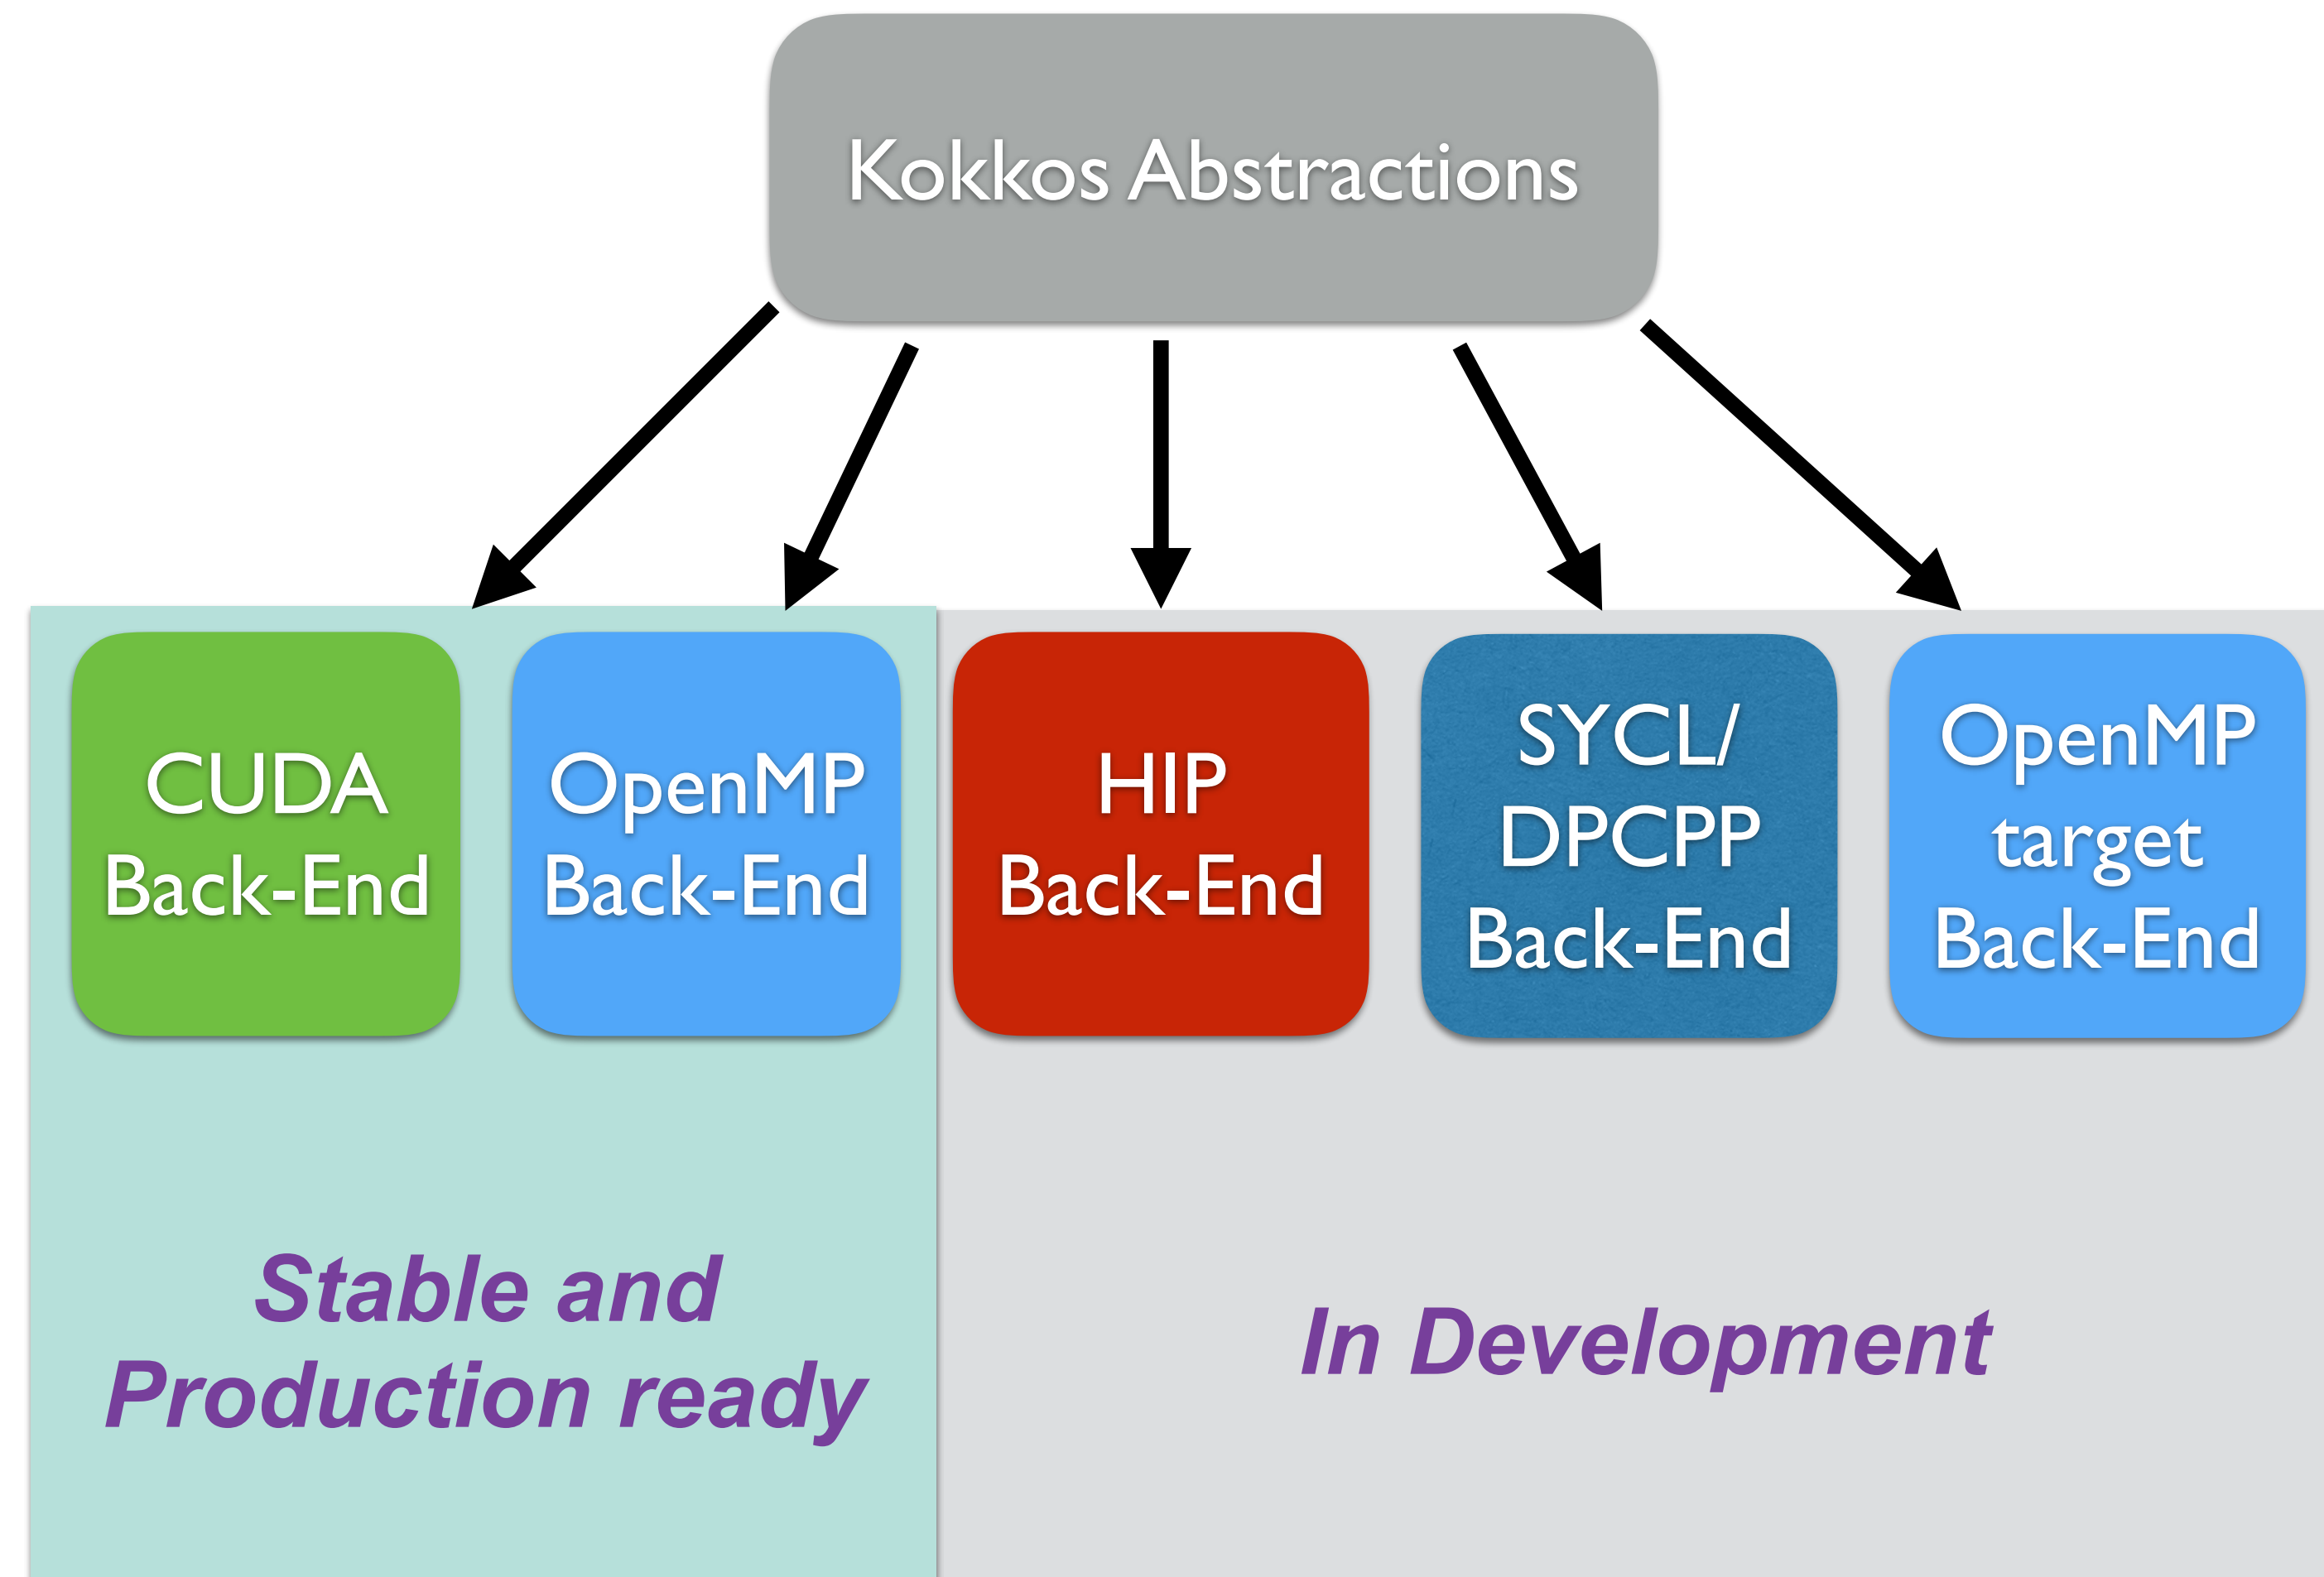 Kokkos Abstractions
CUDA
Back-End
OpenMP
Back-End
HIP
Back-End
SYCL/
DPCPP
Back-End
OpenMP
target
Back-End
Stable and
Production ready
In Development